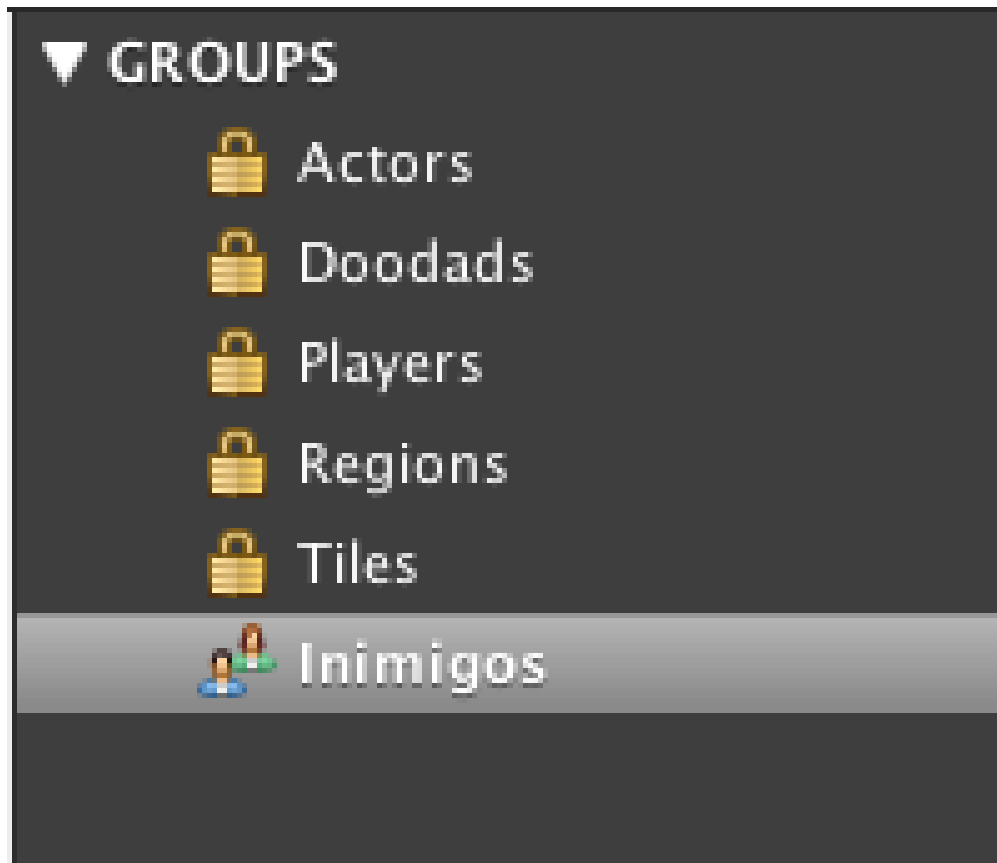 GROUPS
Actors
Doodads
Players
Regions
Tiles
Inimigos